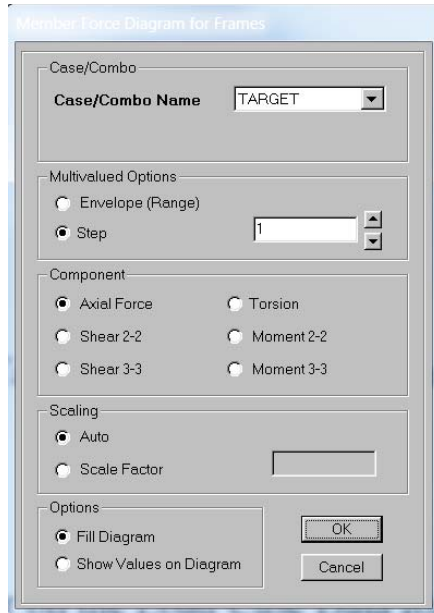 Member Force Diagram for Frames
Case/Combo
Case/Combo Name TARGET
Multivalued Options
Envelope (Range)
Step 1
Component
Axial Force Torsion
Shear 2-2 Moment 2-2
Shear 3-3 Moment 3-3
Scaling
Auto
Scale Factor
Options
Fill Diagram OK
Show Values on Diagram Cancel